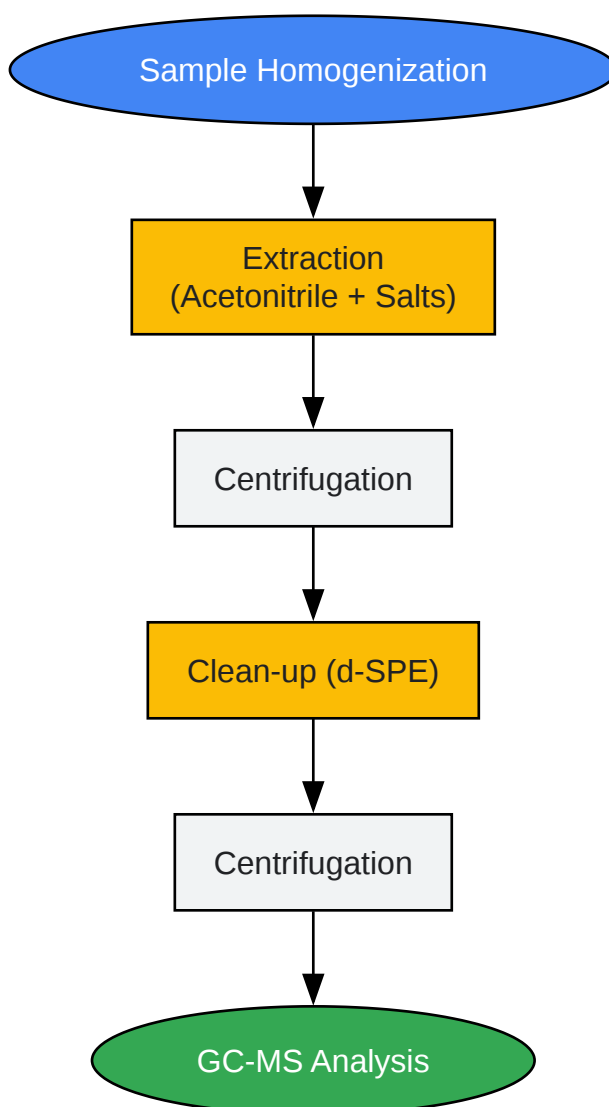 Sample Homogenization
Extraction
(Acetonitrile + Salts)
Centrifugation
Clean-up (d-SPE)
Centrifugation
GC-MS Analysis